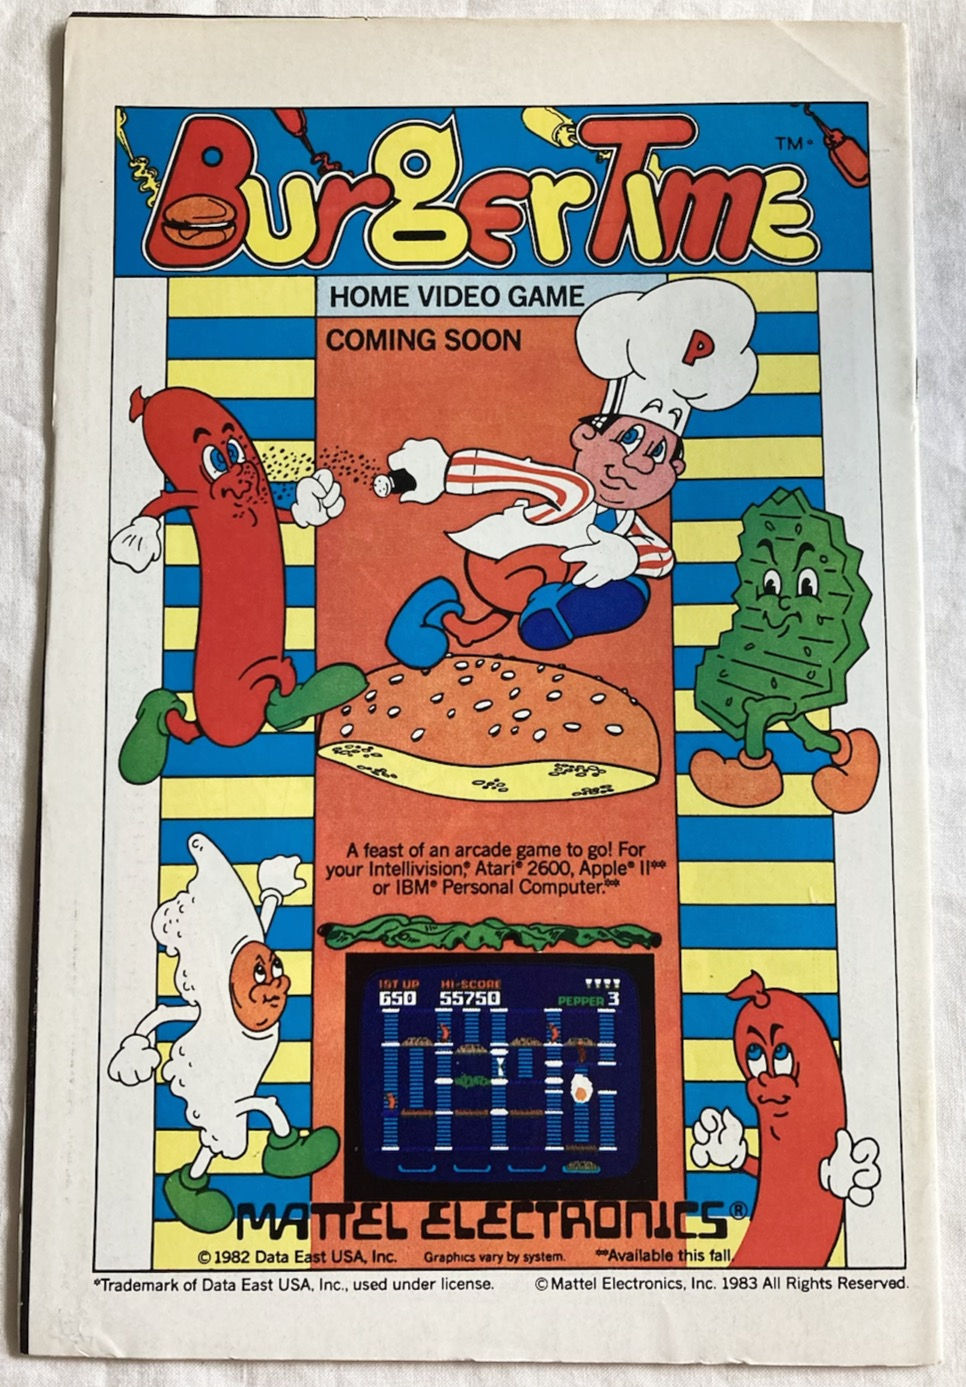 BurgerTime TM*
HOME VIDEO GAME
COMING SOON
P
A feast of an arcade game to go! For
your Intellivision,® Atari® 2600, Apple® II**
or IBM® Personal Computer.**
1ST UP HI-SCORE
650 55750 PEPPER 3
MATTEL ELECTRONICS®
©1982 Data East USA, Inc. Graphics vary by system. **Available this fall.
*Trademark of Data East USA, Inc., used under license. ©Mattel Electronics, Inc. 1983 All Rights Reserved.